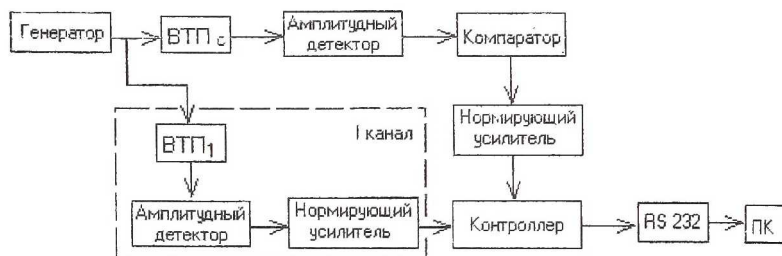 Генератор
ВТП с
Амплитудный
детектор
Компаратор
Нормирующий
усилитель
I канал
ВТП1
Амплитудный
детектор
Нормирующий
усилитель
Контроллер
RS 232
ПК